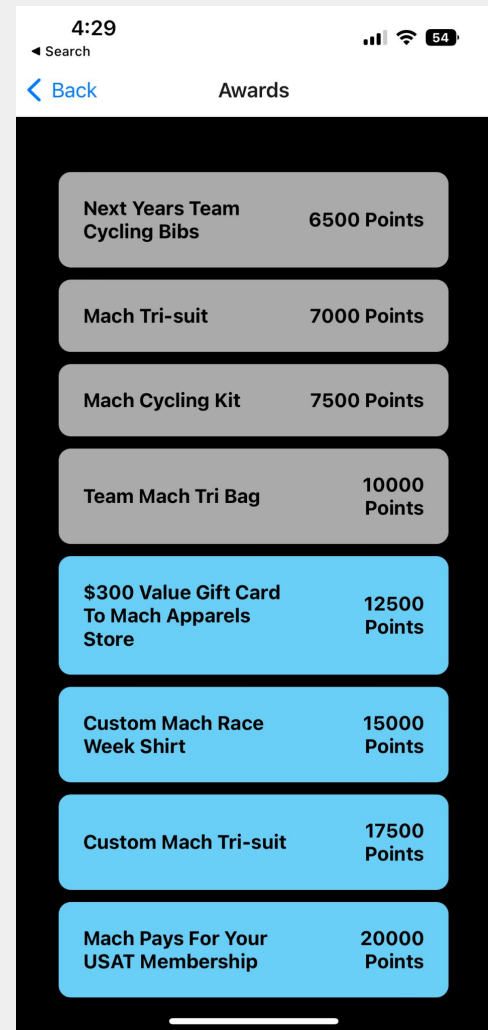 4:29
◀ Search
54
Back
Awards
Next Years Team
Cycling Bibs
6500 Points
Mach Tri-suit
7000 Points
Mach Cycling Kit
7500 Points
Team Mach Tri Bag
10000
Points
$300 Value Gift Card
To Mach Apparels
Store
12500
Points
Custom Mach Race
Week Shirt
15000
Points
Custom Mach Tri-suit
17500
Points
Mach Pays For Your
USAT Membership
20000
Points